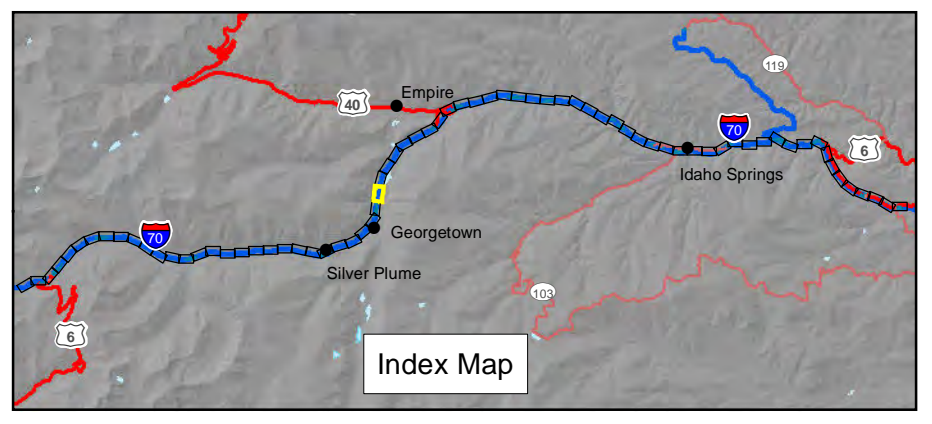 119
Empire
40
70
6
Idaho Springs
Georgetown
70
Silver Plume
103
6
Index Map